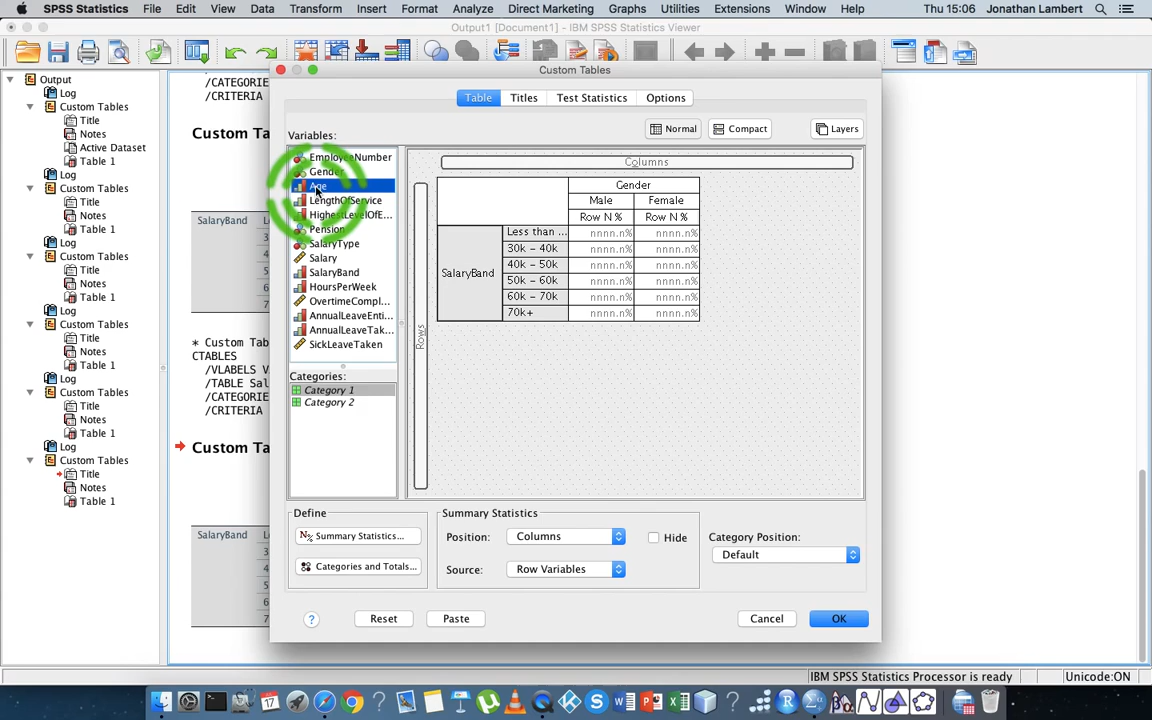 SPSS Statistics File Edit View Data Transform Insert Format Analyze Direct Marketing Graphs Utilities Extensions Window Help Thu 15:06 Jonathan Lambert
Output1 [Document1] - IBM SPSS Statistics Viewer
Custom Tables
Output
Log
Custom Tables
Title
Notes
Active Dataset
Table 1
Log
Custom Tables
Title
Notes
Table 1
Log
Custom Tables
Title
Notes
Table 1
Log
Custom Tables
Title
Notes
Table 1
Log
Custom Tables
Title
Notes
Table 1
Log
Custom Tables
Title
Notes
Table 1
/CATEGORIE
/CRITERIA
Custom Ta
SalaryBand
* Custom Tab
CTABLES
/VLABELS V
/TABLE Sal
/CATEGORIE
/CRITERIA
Custom Ta
SalaryBand
Table Titles Test Statistics Options
Variables:
Normal Compact Layers
EmployeeNumber
Gender
Age
LengthOfService
HighestLevelOfE...
Pension
SalaryType
Salary
SalaryBand
HoursPerWeek
OvertimeCompl...
AnnualLeaveEnti...
AnnualLeaveTak...
SickLeaveTaken
Categories:
Category 1
Category 2
Columns
Rows
Gender
Male Female
Row N % Row N %
SalaryBand
Less than ... nnnn.n% nnnn.n%
30k - 40k nnnn.n% nnnn.n%
40k - 50k nnnn.n% nnnn.n%
50k - 60k nnnn.n% nnnn.n%
60k - 70k nnnn.n% nnnn.n%
70k+ nnnn.n% nnnn.n%
Define
N% Summary Statistics...
Categories and Totals...
Summary Statistics
Position: Columns Hide
Source: Row Variables
Category Position:
Default
? Reset Paste Cancel OK
IBM SPSS Statistics Processor is ready Unicode:ON